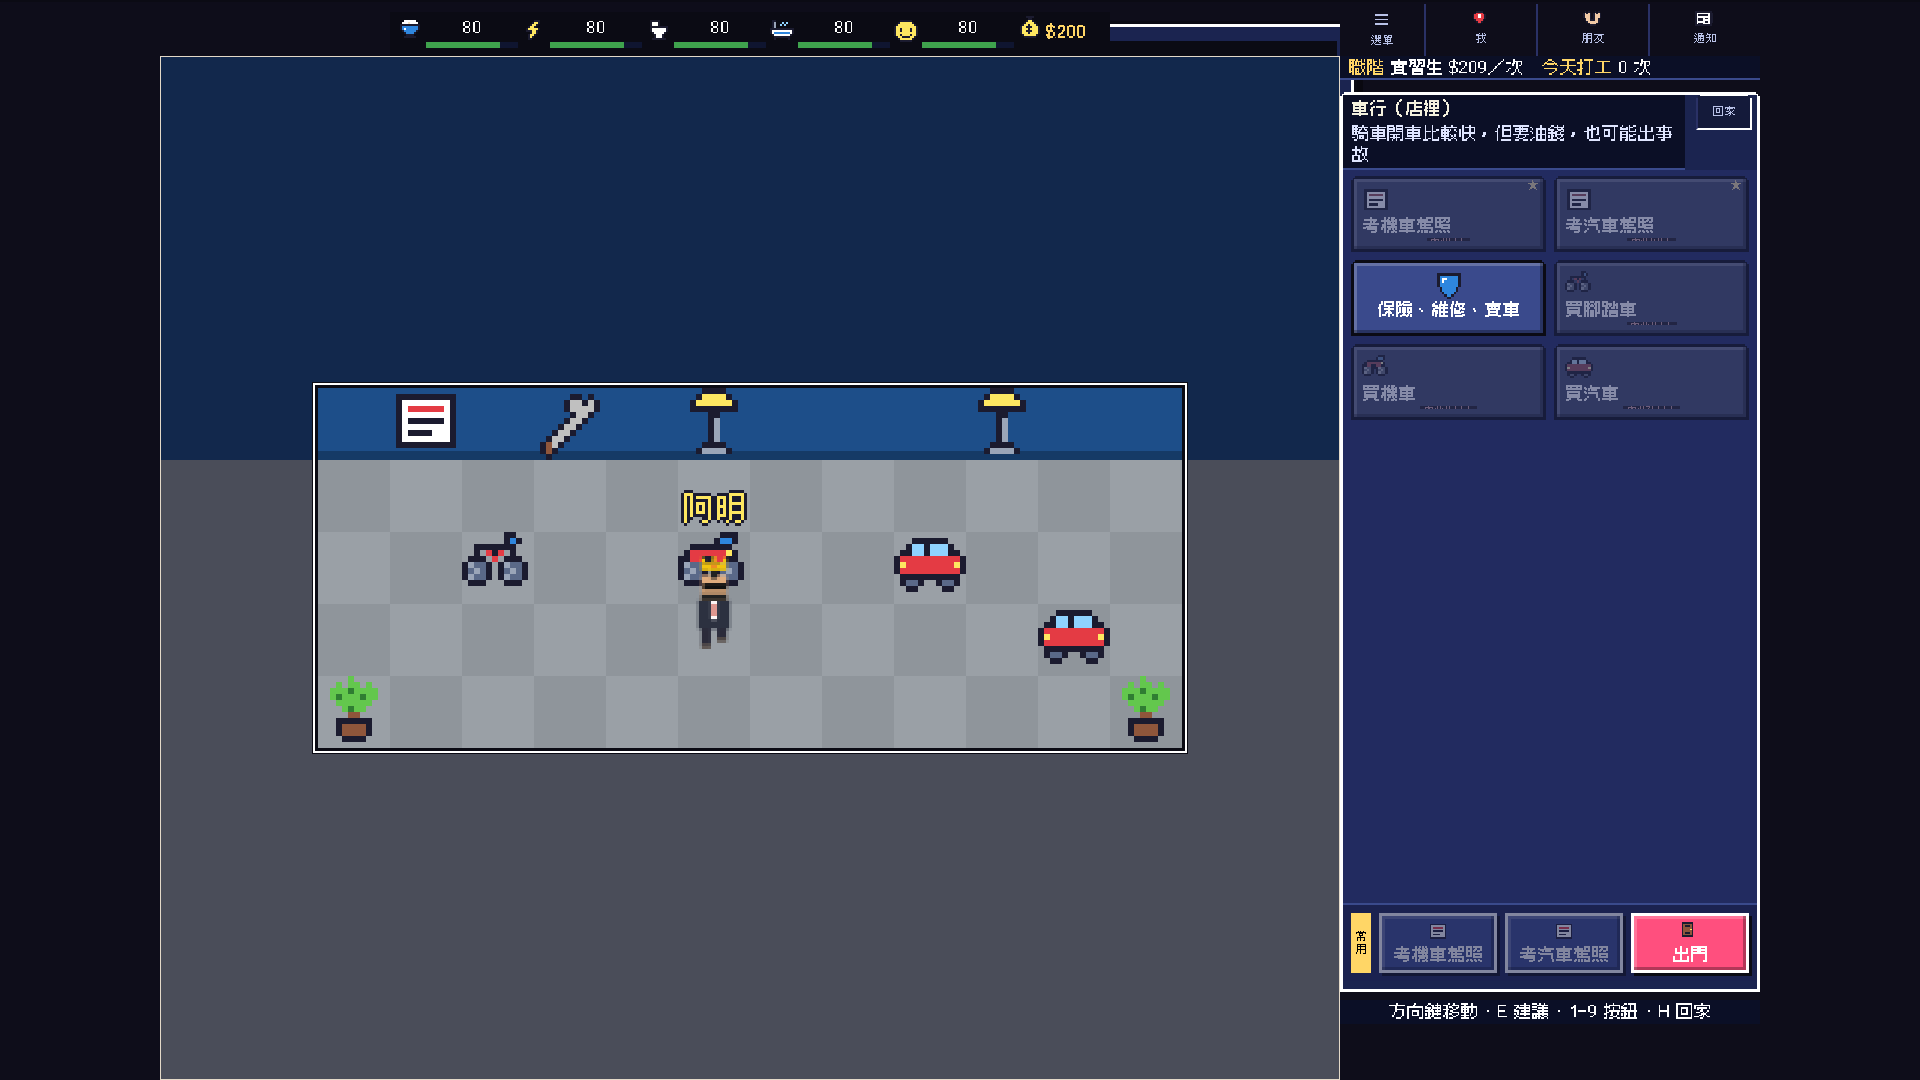 80
80
80
80
80
$200
選單
我
朋友
通知
職階 實習生 $209/次 今天打工 0 次
車行（店裡）
回家
騎車開車比較快，但要油錢，也可能出事
故
考機車駕照
考汽車駕照
保險、維修、賣車
買腳踏車
買機車
買汽車
阿明
常用
考機車駕照
考汽車駕照
出門
方向鍵移動 · E 建議 · 1-9 按鈕 · H 回家